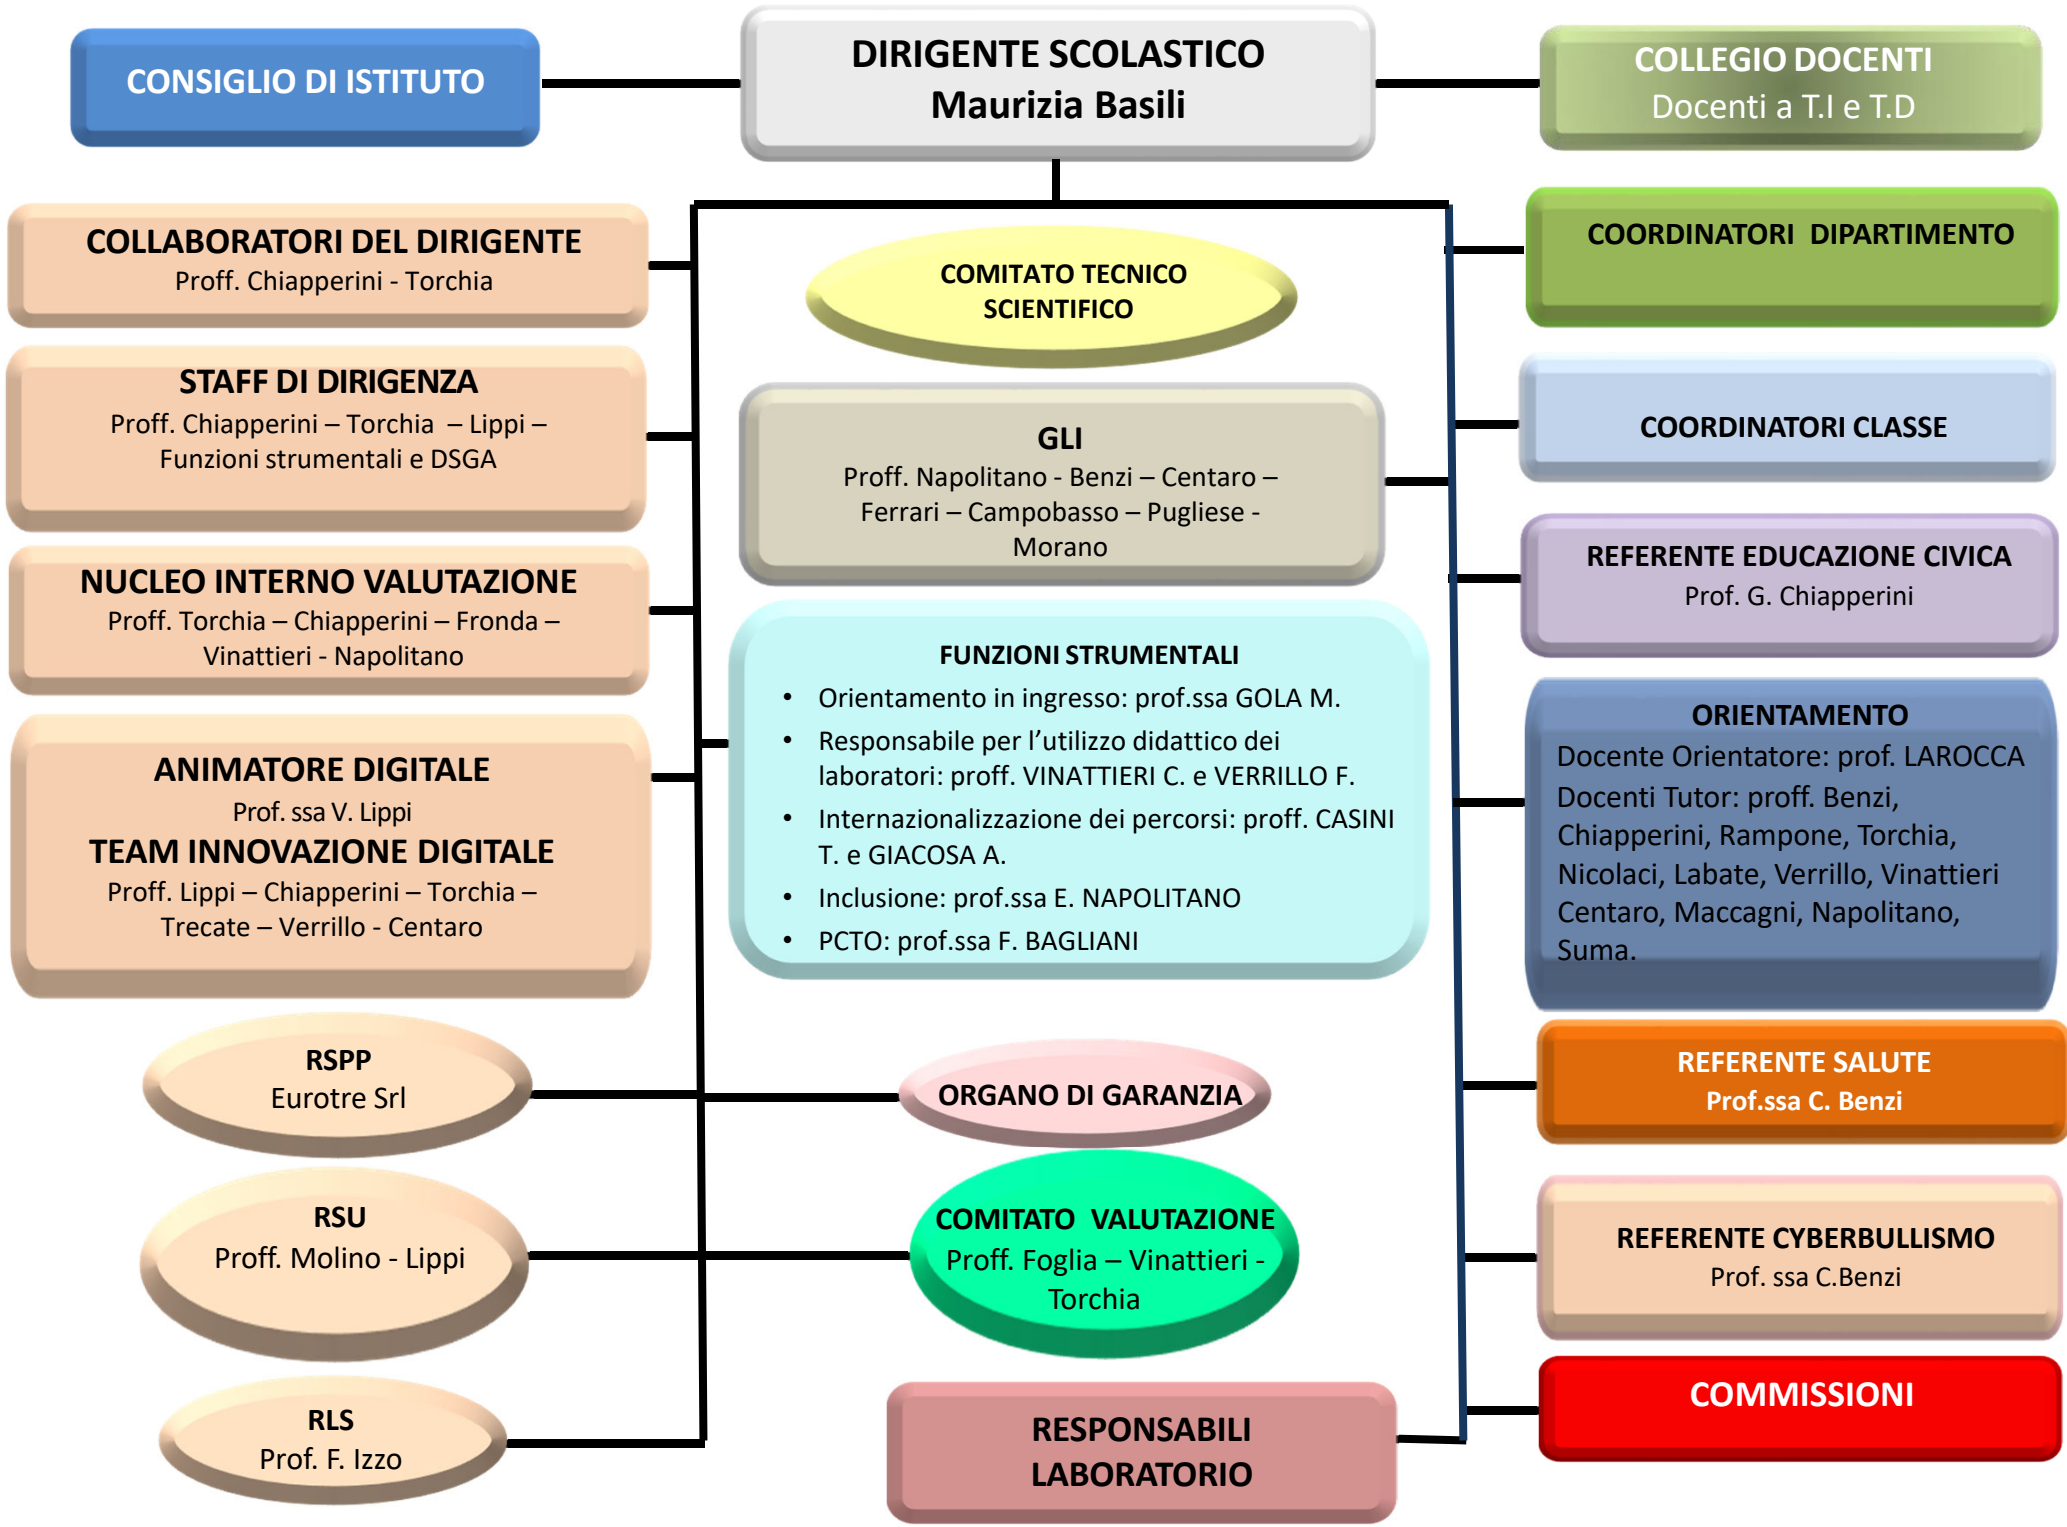 CONSIGLIO DI ISTITUTO
DIRIGENTE SCOLASTICO
Maurizia Basili
COLLEGIO DOCENTI
Docenti a T.I e T.D
COLLABORATORI DEL DIRIGENTE
Proff. Chiapperini - Torchia
STAFF DI DIRIGENZA
Proff. Chiapperini – Torchia – Lippi –
Funzioni strumentali e DSGA
NUCLEO INTERNO VALUTAZIONE
Proff. Torchia – Chiapperini – Fronda –
Vinattieri - Napolitano
ANIMATORE DIGITALE
Prof. ssa V. Lippi
TEAM INNOVAZIONE DIGITALE
Proff. Lippi – Chiapperini – Torchia –
Trecate – Verrillo - Centaro
RSPP
Eurotre Srl
RSU
Proff. Molino - Lippi
RLS
Prof. F. Izzo
COMITATO TECNICO
SCIENTIFICO
GLI
Proff. Napolitano - Benzi – Centaro –
Ferrari – Campobasso – Pugliese -
Morano
FUNZIONI STRUMENTALI
• Orientamento in ingresso: prof.ssa GOLA M.
• Responsabile per l’utilizzo didattico dei
laboratori: proff. VINATTIERI C. e VERRILLO F.
• Internazionalizzazione dei percorsi: proff. CASINI
T. e GIACOSA A.
• Inclusione: prof.ssa E. NAPOLITANO
• PCTO: prof.ssa F. BAGLIANI
ORGANO DI GARANZIA
COMITATO VALUTAZIONE
Proff. Foglia – Vinattieri -
Torchia
RESPONSABILI
LABORATORIO
COORDINATORI DIPARTIMENTO
COORDINATORI CLASSE
REFERENTE EDUCAZIONE CIVICA
Prof. G. Chiapperini
ORIENTAMENTO
Docente Orientatore: prof. LAROCCA
Docenti Tutor: proff. Benzi,
Chiapperini, Rampone, Torchia,
Nicolaci, Labate, Verrillo, Vinattieri
Centaro, Maccagni, Napolitano,
Suma.
REFERENTE SALUTE
Prof.ssa C. Benzi
REFERENTE CYBERBULLISMO
Prof. ssa C.Benzi
COMMISSIONI